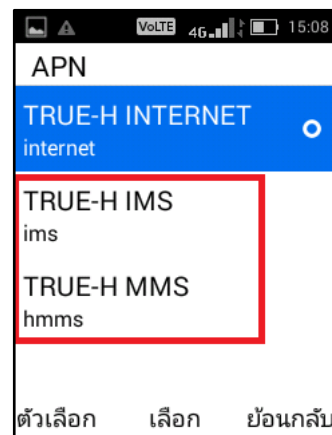 VoLTE 4G 15:08
APN
TRUE-H INTERNET
internet
TRUE-H IMS
ims
TRUE-H MMS
hmms
ตัวเลือก เลือก ย้อนกลับ